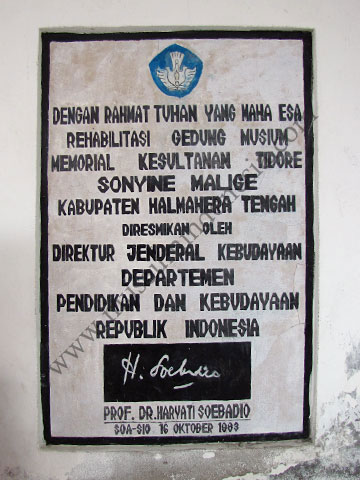 DENGAN RAHMAT TUHAN YANG MAHA ESA
REHABILITASI GEDUNG MUSIUM
MEMORIAL KESULTANAN TIDORE
SONYINE MALIGE
KABUPATEN HALMAHERA TENGAH
DIRESMIKAN OLEH
DIREKTUR JENDERAL KEBUDAYAAN
DEPARTEMEN
PENDIDIKAN DAN KEBUDAYAAN
REPUBLIK INDONESIA
H. Soebadio
PROF. DR. HARYATI SOEBADIO
SOA-SIO 16 OKTOBER 1983